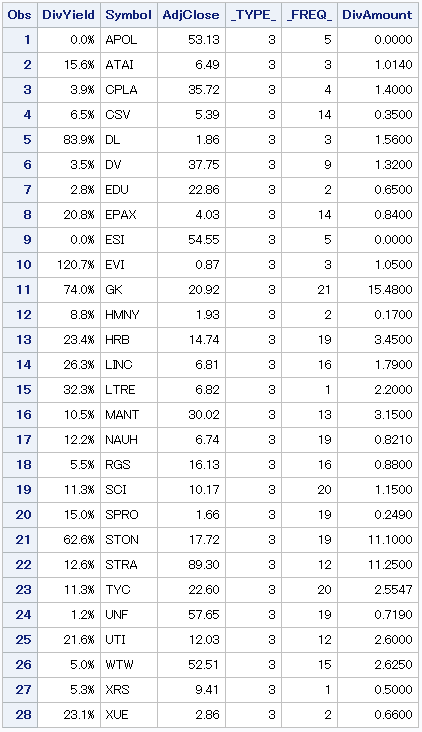 Obs DivYield Symbol AdjClose _TYPE_ _FREQ_ DivAmount
1 0.0% APOL 53.13 3 5 0.0000
2 15.6% ATAI 6.49 3 3 1.0140
3 3.9% CPLA 35.72 3 4 1.4000
4 6.5% CSV 5.39 3 14 0.3500
5 83.9% DL 1.86 3 3 1.5600
6 3.5% DV 37.75 3 9 1.3200
7 2.8% EDU 22.86 3 2 0.6500
8 20.8% EPAX 4.03 3 14 0.8400
9 0.0% ESI 54.55 3 5 0.0000
10 120.7% EVI 0.87 3 3 1.0500
11 74.0% GK 20.92 3 21 15.4800
12 8.8% HMNY 1.93 3 2 0.1700
13 23.4% HRB 14.74 3 19 3.4500
14 26.3% LINC 6.81 3 16 1.7900
15 32.3% LTRE 6.82 3 1 2.2000
16 10.5% MANT 30.02 3 13 3.1500
17 12.2% NAUH 6.74 3 19 0.8210
18 5.5% RGS 16.13 3 16 0.8800
19 11.3% SCI 10.17 3 20 1.1500
20 15.0% SPRO 1.66 3 19 0.2490
21 62.6% STON 17.72 3 19 11.1000
22 12.6% STRA 89.30 3 12 11.2500
23 11.3% TYC 22.60 3 20 2.5547
24 1.2% UNF 57.65 3 19 0.7190
25 21.6% UTI 12.03 3 12 2.6000
26 5.0% WTW 52.51 3 15 2.6250
27 5.3% XRS 9.41 3 1 0.5000
28 23.1% XUE 2.86 3 2 0.6600